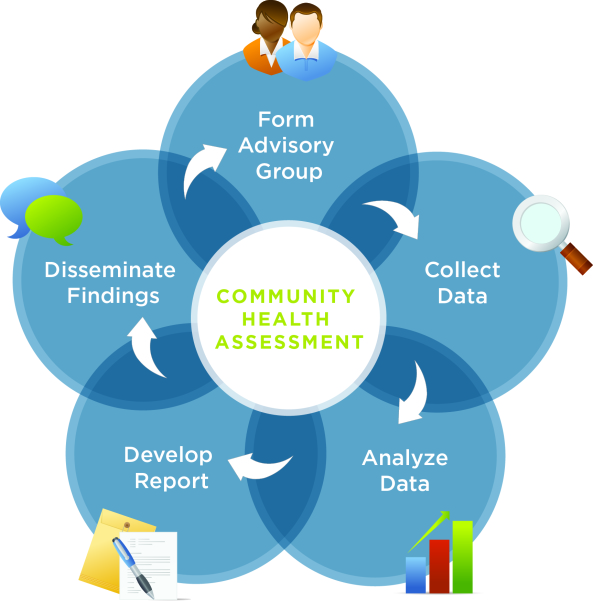 Form
Advisory
Group
Collect
Data
Analyze
Data
Develop
Report
Disseminate
Findings
COMMUNITY
HEALTH
ASSESSMENT